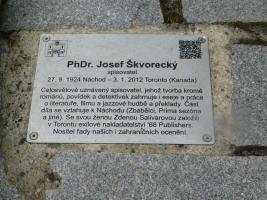 PhDr. Josef Škvorecký
spisovatel
27. 9. 1924 Náchod – 3. 1. 2012 Toronto (Kanada)
Celosvětově uznávaný spisovatel, jehož tvorba kromě
románů, povídek a detektivek zahrnuje i eseje a práce
o literatuře, filmu a jazzové hudbě a překlady. Část
díla se vztahuje k Náchodu (Zbabělci, Prima sezóna
a jiné). Se svou ženou Zdenou Salivarovou založili
v Torontu exilové nakladatelství '68 Publishers.
Nositel řady našich i zahraničních ocenění.